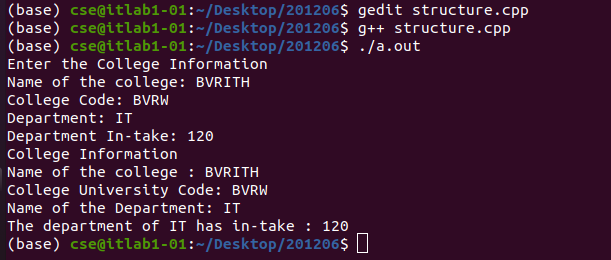 (base) cse@itlab1-01:~/Desktop/201206$ gedit structure.cpp
(base) cse@itlab1-01:~/Desktop/201206$ g++ structure.cpp
(base) cse@itlab1-01:~/Desktop/201206$ ./a.out
Enter the College Information
Name of the college: BVRITH
College Code: BVRW
Department: IT
Department In-take: 120
College Information
Name of the college : BVRITH
College University Code: BVRW
Name of the Department: IT
The department of IT has in-take : 120
(base) cse@itlab1-01:~/Desktop/201206$